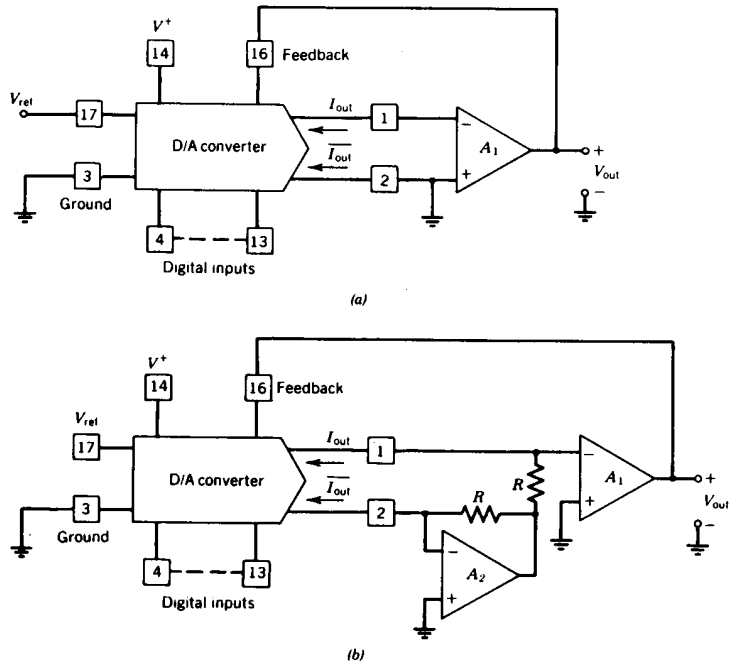 V+
14
16 Feedback
Vref 17
Iout
1
−
D/A converter
A1
+
Vout
−
Iout
3
2
+
Ground
4
13
Digital inputs
(a)
V+
14
16 Feedback
Vref
17
Iout
1
−
D/A converter
R
A1
+
Vout
−
Iout
R
+
3
2
Ground
−
A2
4
13
+
Digital inputs
(b)